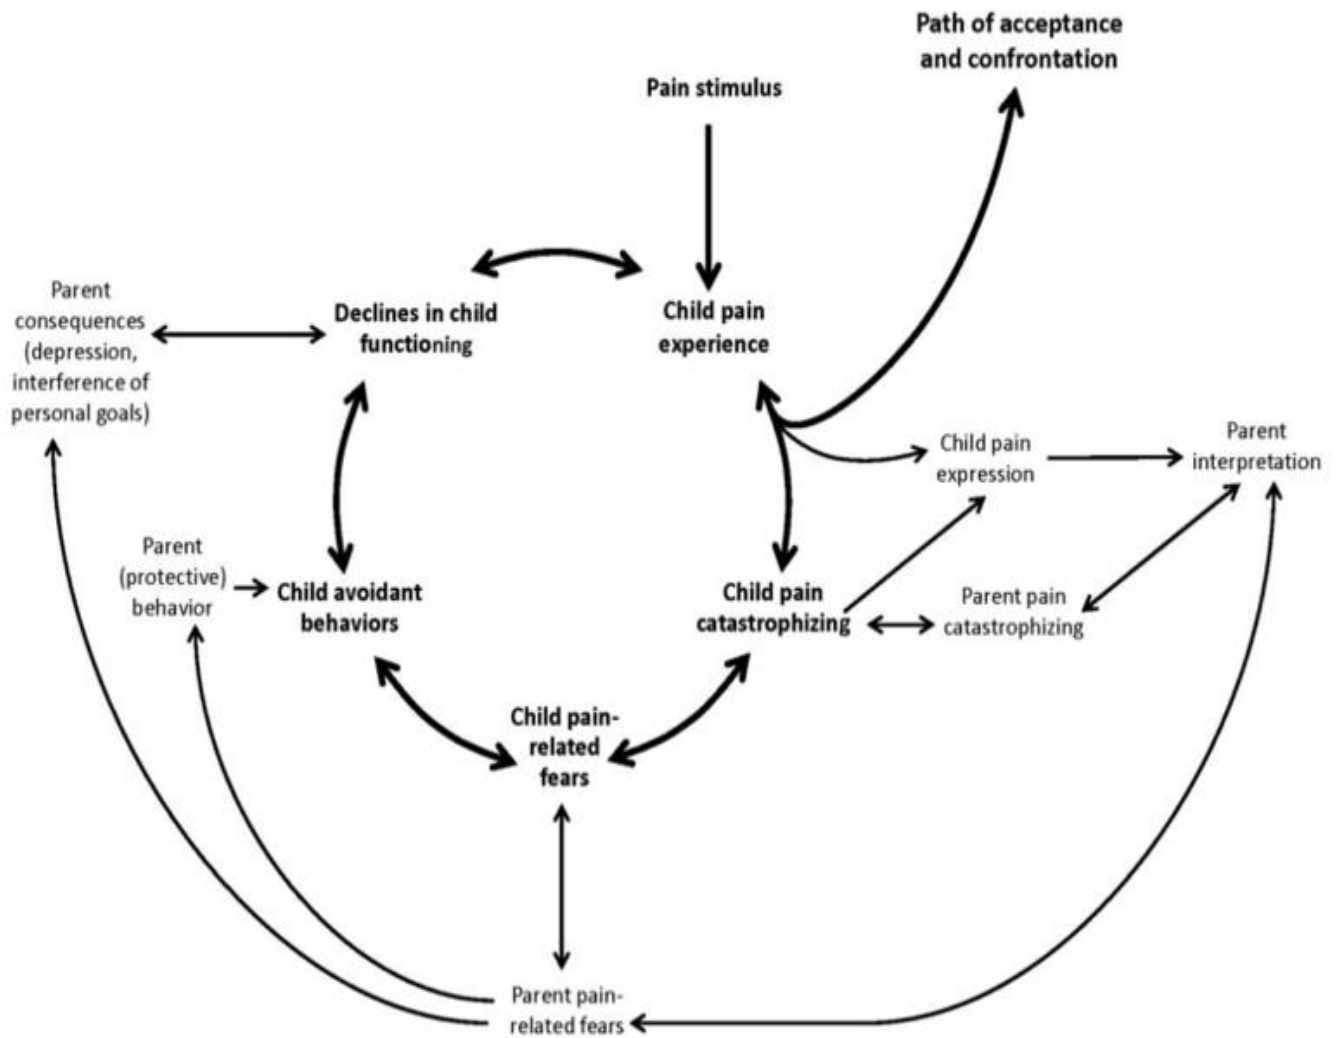 Path of acceptance
and confrontation
Pain stimulus
Parent
consequences
(depression,
interference of
personal goals)
Declines in child
functioning
Child pain
experience
Child pain
expression
Parent
interpretation
Parent
(protective)
behavior
Child avoidant
behaviors
Child pain
catastrophizing
Parent pain
catastrophizing
Child pain-
related
fears
Parent pain-
related fears